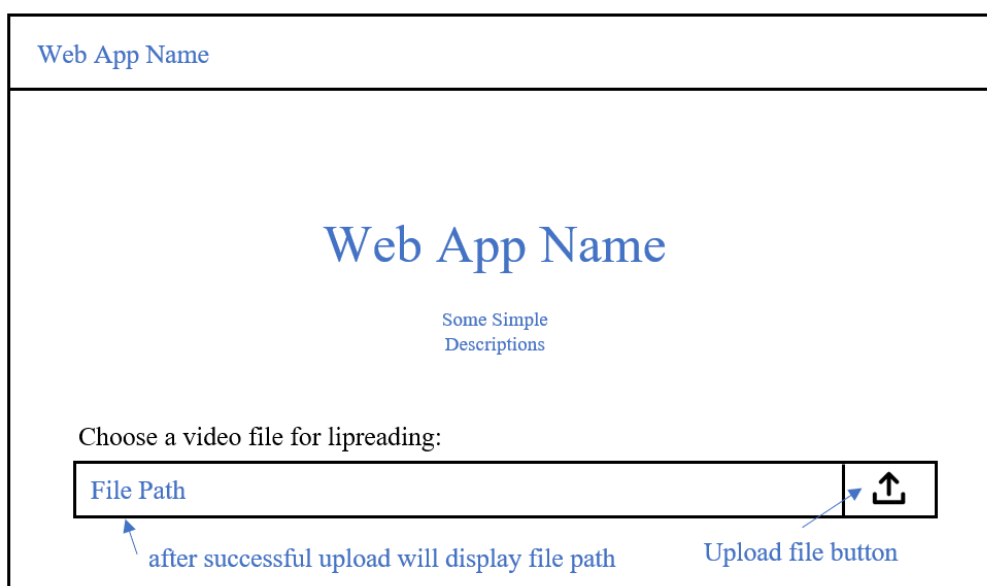 Web App Name
Web App Name
Some Simple
Descriptions
Choose a video file for lipreading:
File Path
after successful upload will display file path
Upload file button